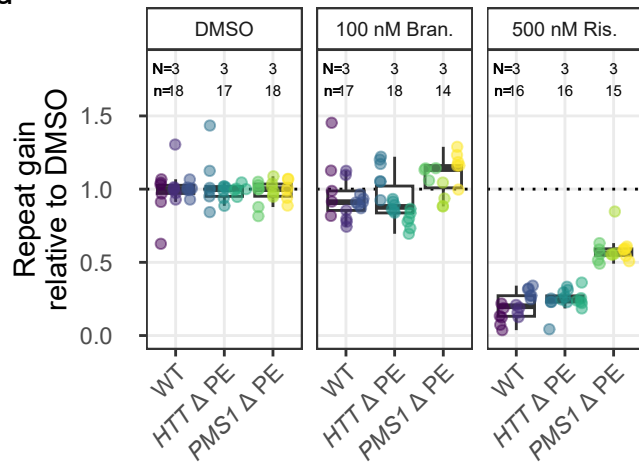 DMSO
100 nM Bran.
500 nM Ris.
N=3 3 3
N=3 3 3
N=3 3 3
n=18 17 18
n=17 18 14
n=16 16 15
Repeat gain
relative to DMSO
1.5
1.0
0.5
0.0
WT
HTT Δ PE
PMS1 Δ PE
WT
HTT Δ PE
PMS1 Δ PE
WT
HTT Δ PE
PMS1 Δ PE